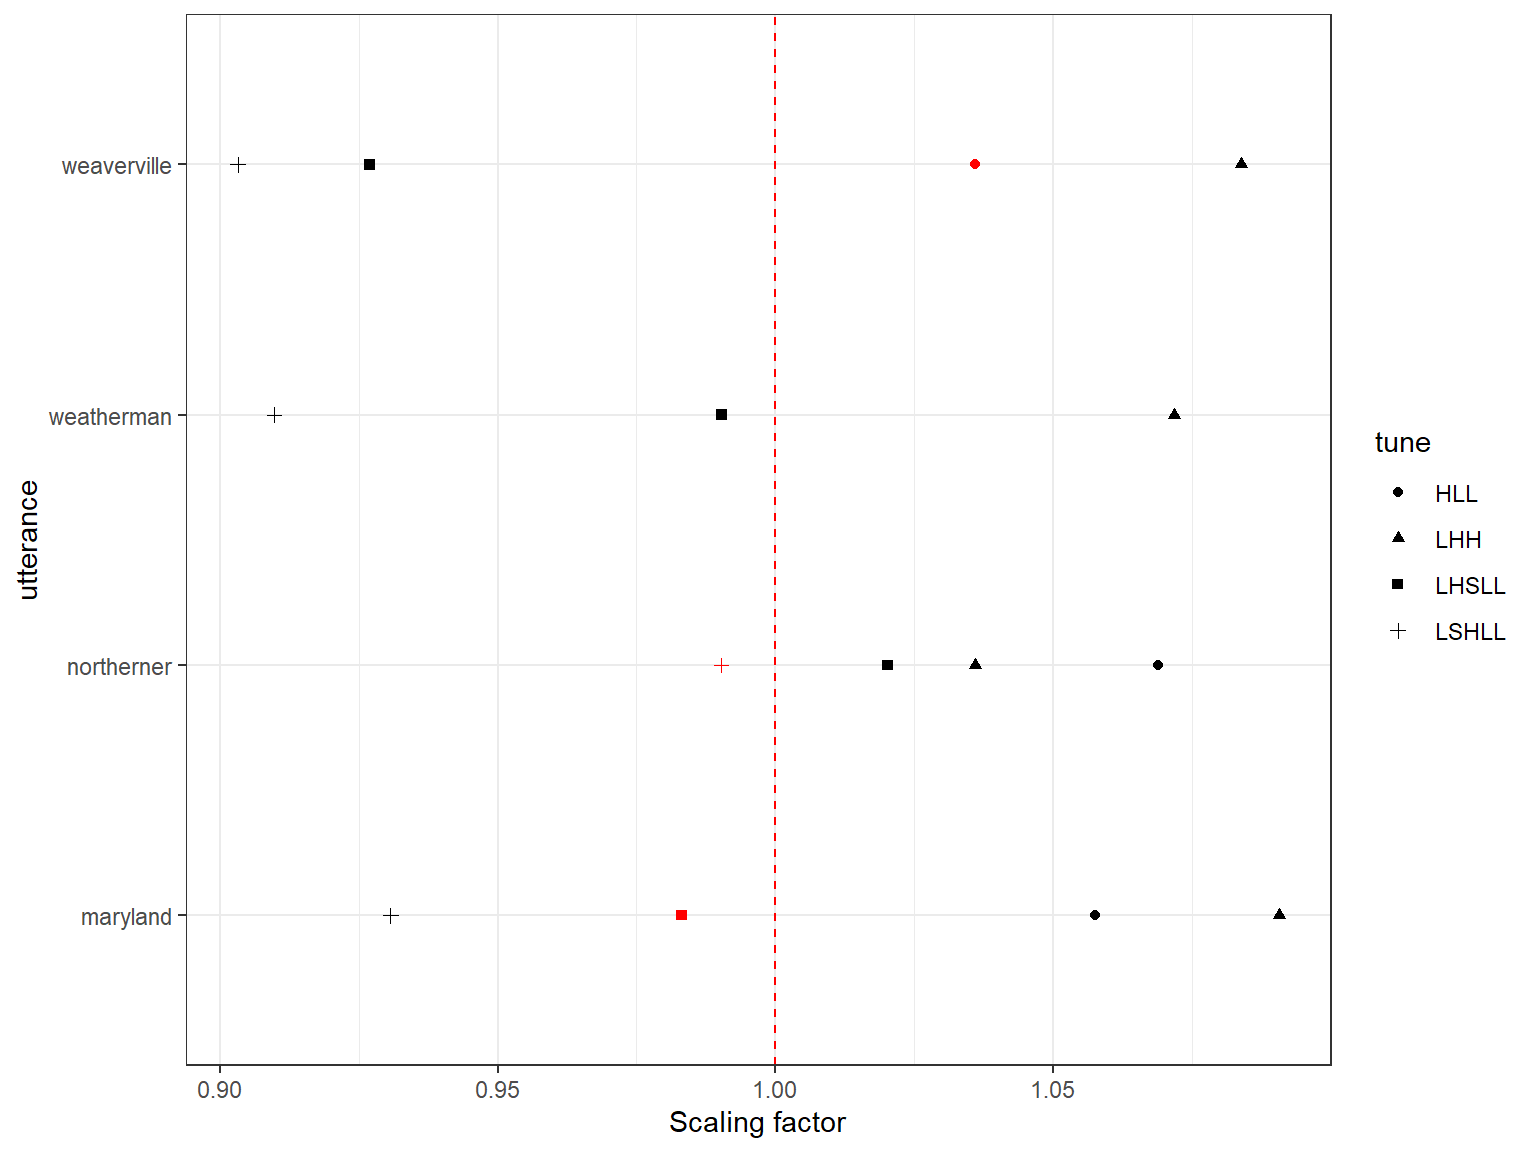 weaverville
weatherman
northerner
maryland
utterance
0.90
0.95
1.00
1.05
Scaling factor
tune
HLL
LHH
LHSLL
LSHLL